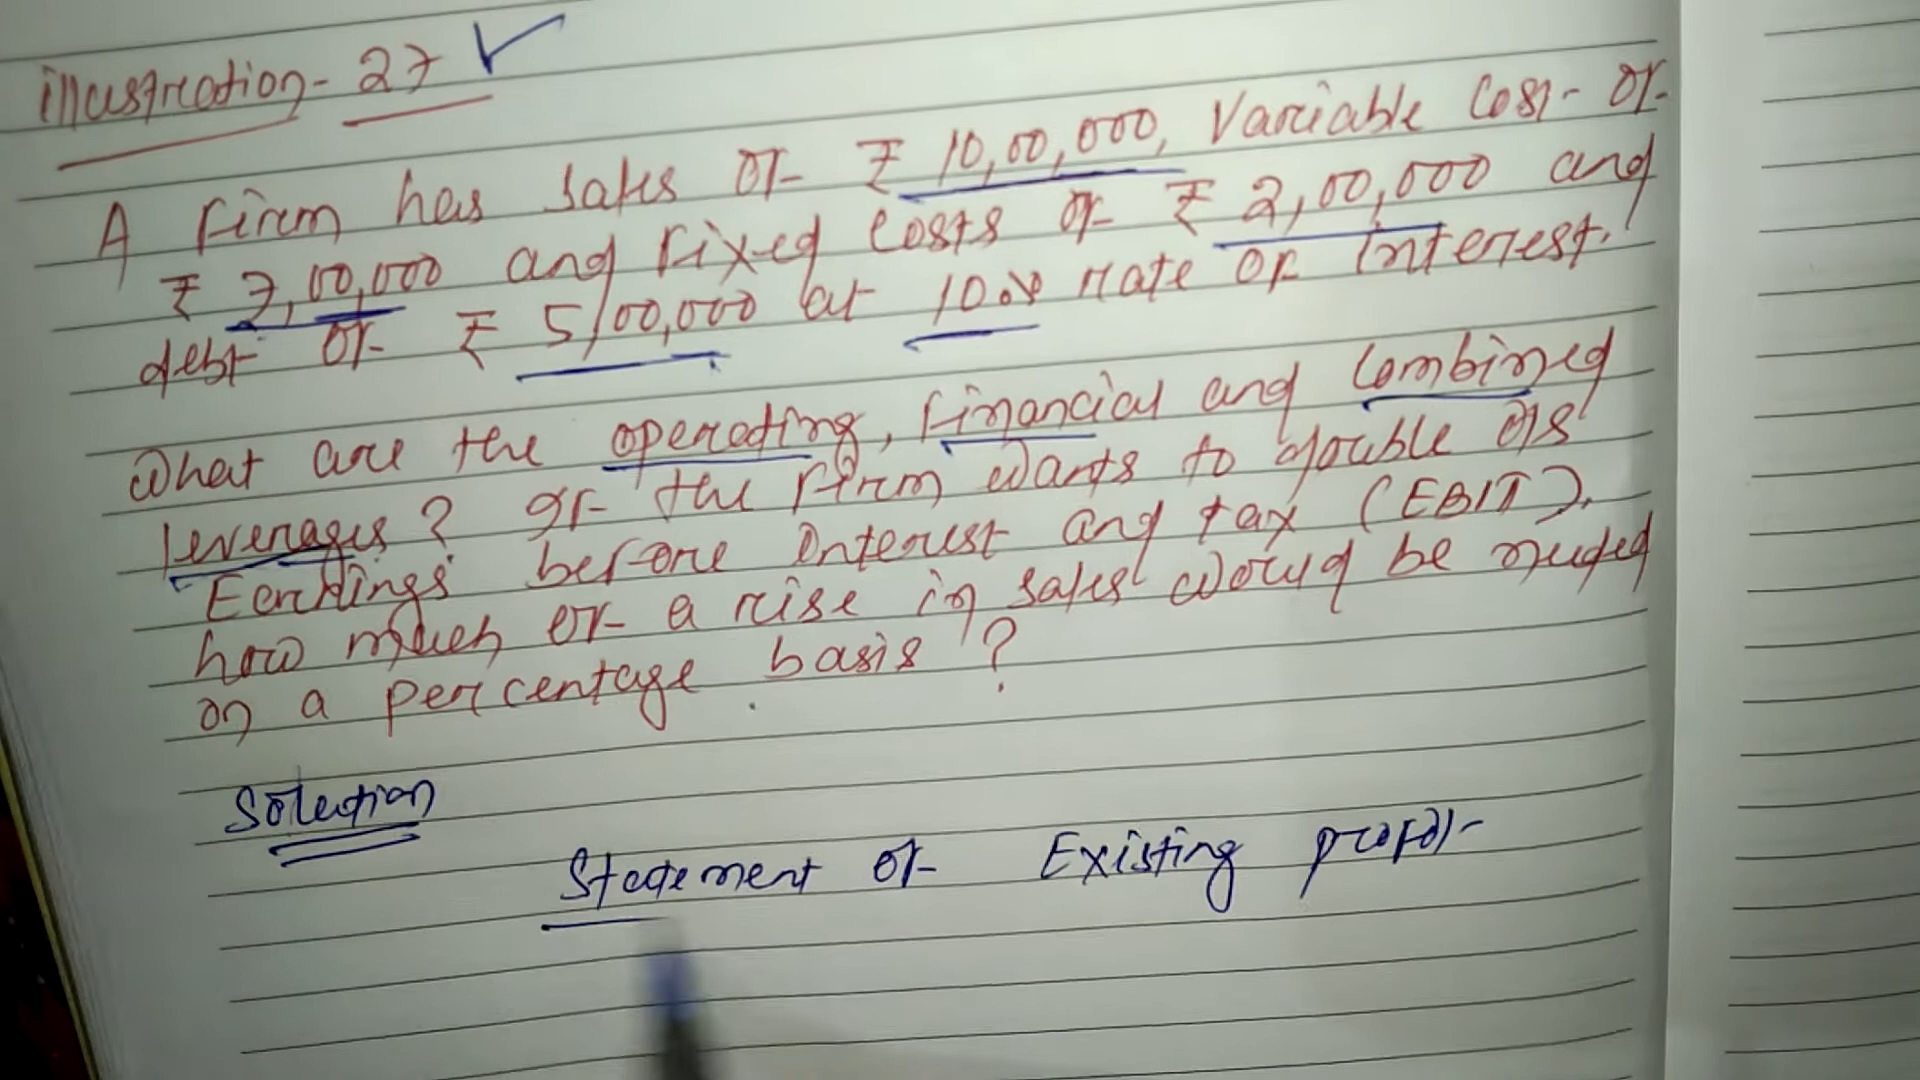 illustration - 27
A firm has sales of ₹ 10,00,000, Variable cost of
₹ 7,00,000 and fixed costs of ₹ 2,00,000 and
debt of ₹ 5,00,000 at 10% rate of interest.
What are the operating, financial and combined
leverages? If the firm wants to double its
Earnings before interest and tax (EBIT),
how much of a rise in sales would be needed
on a percentage basis?
Solution
Statement of Existing profit